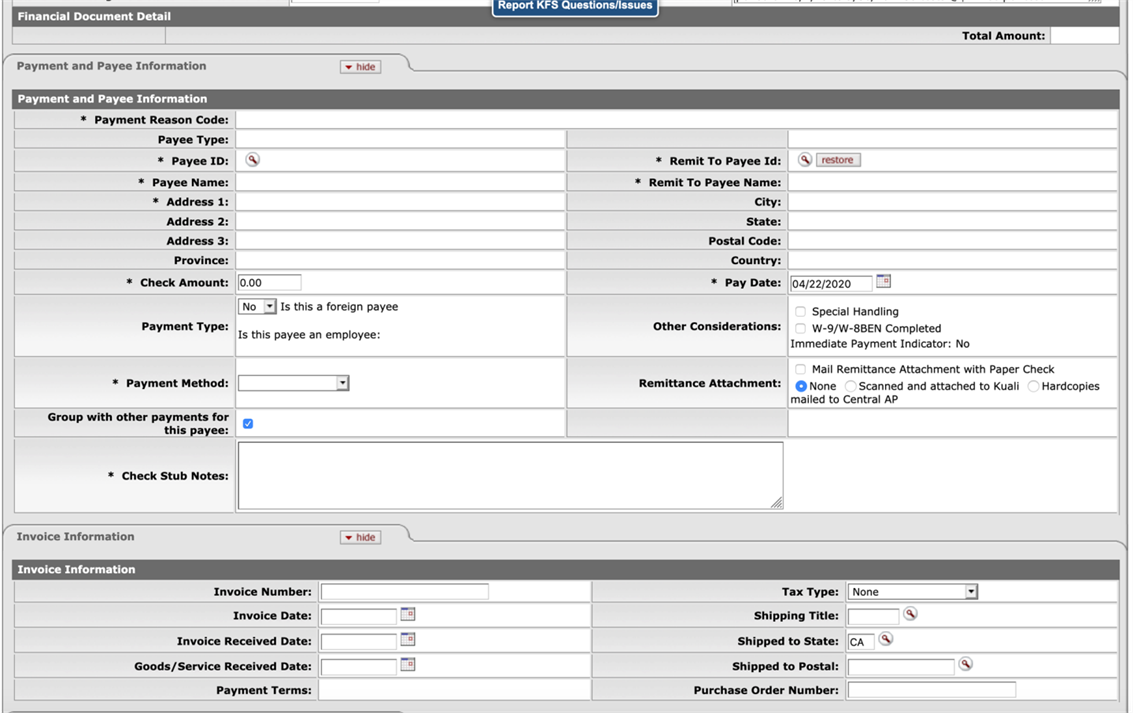 Report KFS Questions/Issues
Financial Document Detail
Total Amount:
Payment and Payee Information
hide
Payment and Payee Information
* Payment Reason Code:
Payee Type:
* Payee ID: * Remit To Payee Id: restore
* Payee Name: * Remit To Payee Name:
* Address 1: City:
Address 2: State:
Address 3: Postal Code:
Province: Country:
* Check Amount: 0.00 * Pay Date: 04/22/2020
Payment Type: No Is this a foreign payee
Is this payee an employee:
Other Considerations: Special Handling
W-9/W-8BEN Completed
Immediate Payment Indicator: No
* Payment Method:
Remittance Attachment: Mail Remittance Attachment with Paper Check
None Scanned and attached to Kuali Hardcopies
mailed to Central AP
Group with other payments for
this payee:
* Check Stub Notes:
Invoice Information
hide
Invoice Information
Invoice Number: Tax Type: None
Invoice Date: Shipping Title:
Invoice Received Date: Shipped to State: CA
Goods/Service Received Date: Shipped to Postal:
Payment Terms: Purchase Order Number: